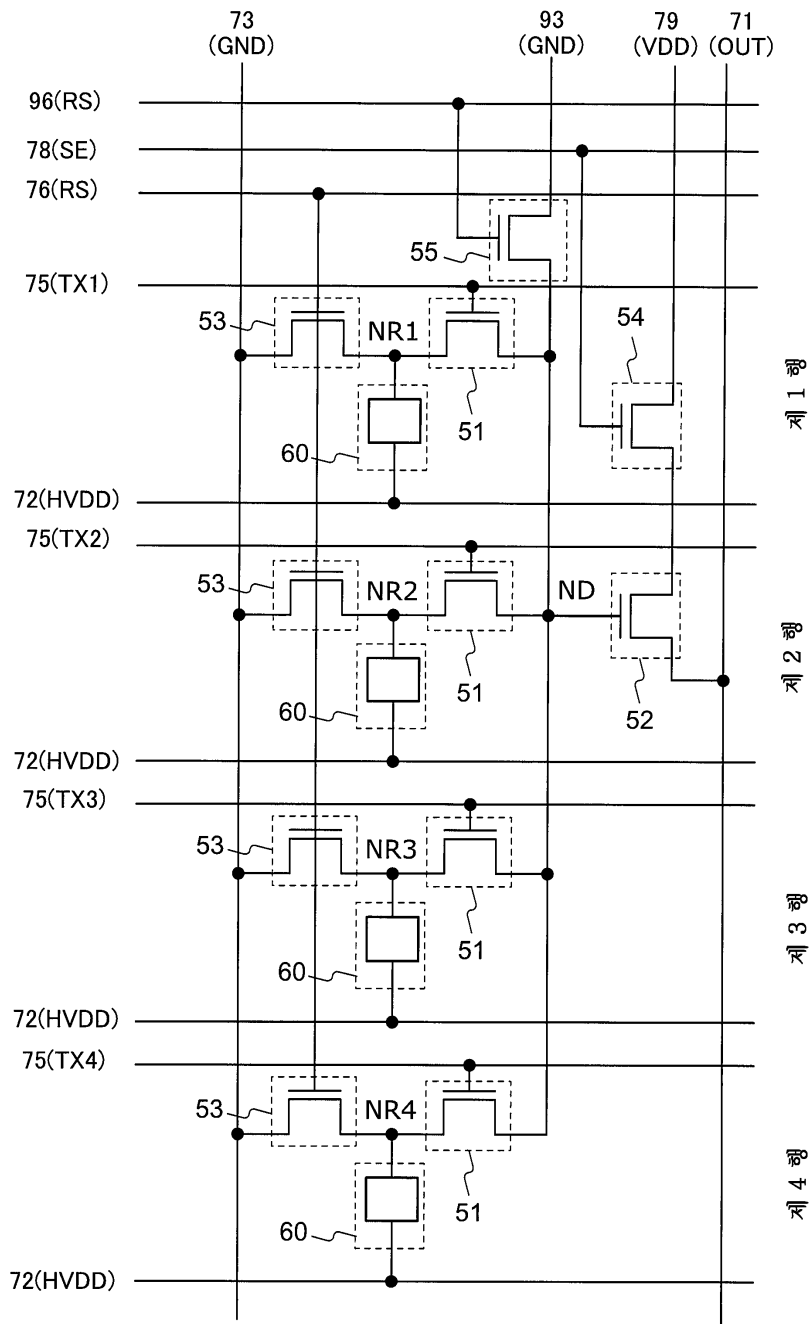 73
(GND)
93
(GND)
79
(VDD)
71
(OUT)
96(RS)
78(SE)
76(RS)
55
75(TX1)
53
NR1
54
51
60
제 1 행
72(HVDD)
75(TX2)
53
NR2
ND
51
60
52
제 2 행
72(HVDD)
75(TX3)
53
NR3
51
60
제 3 행
72(HVDD)
75(TX4)
53
NR4
51
60
제 4 행
72(HVDD)